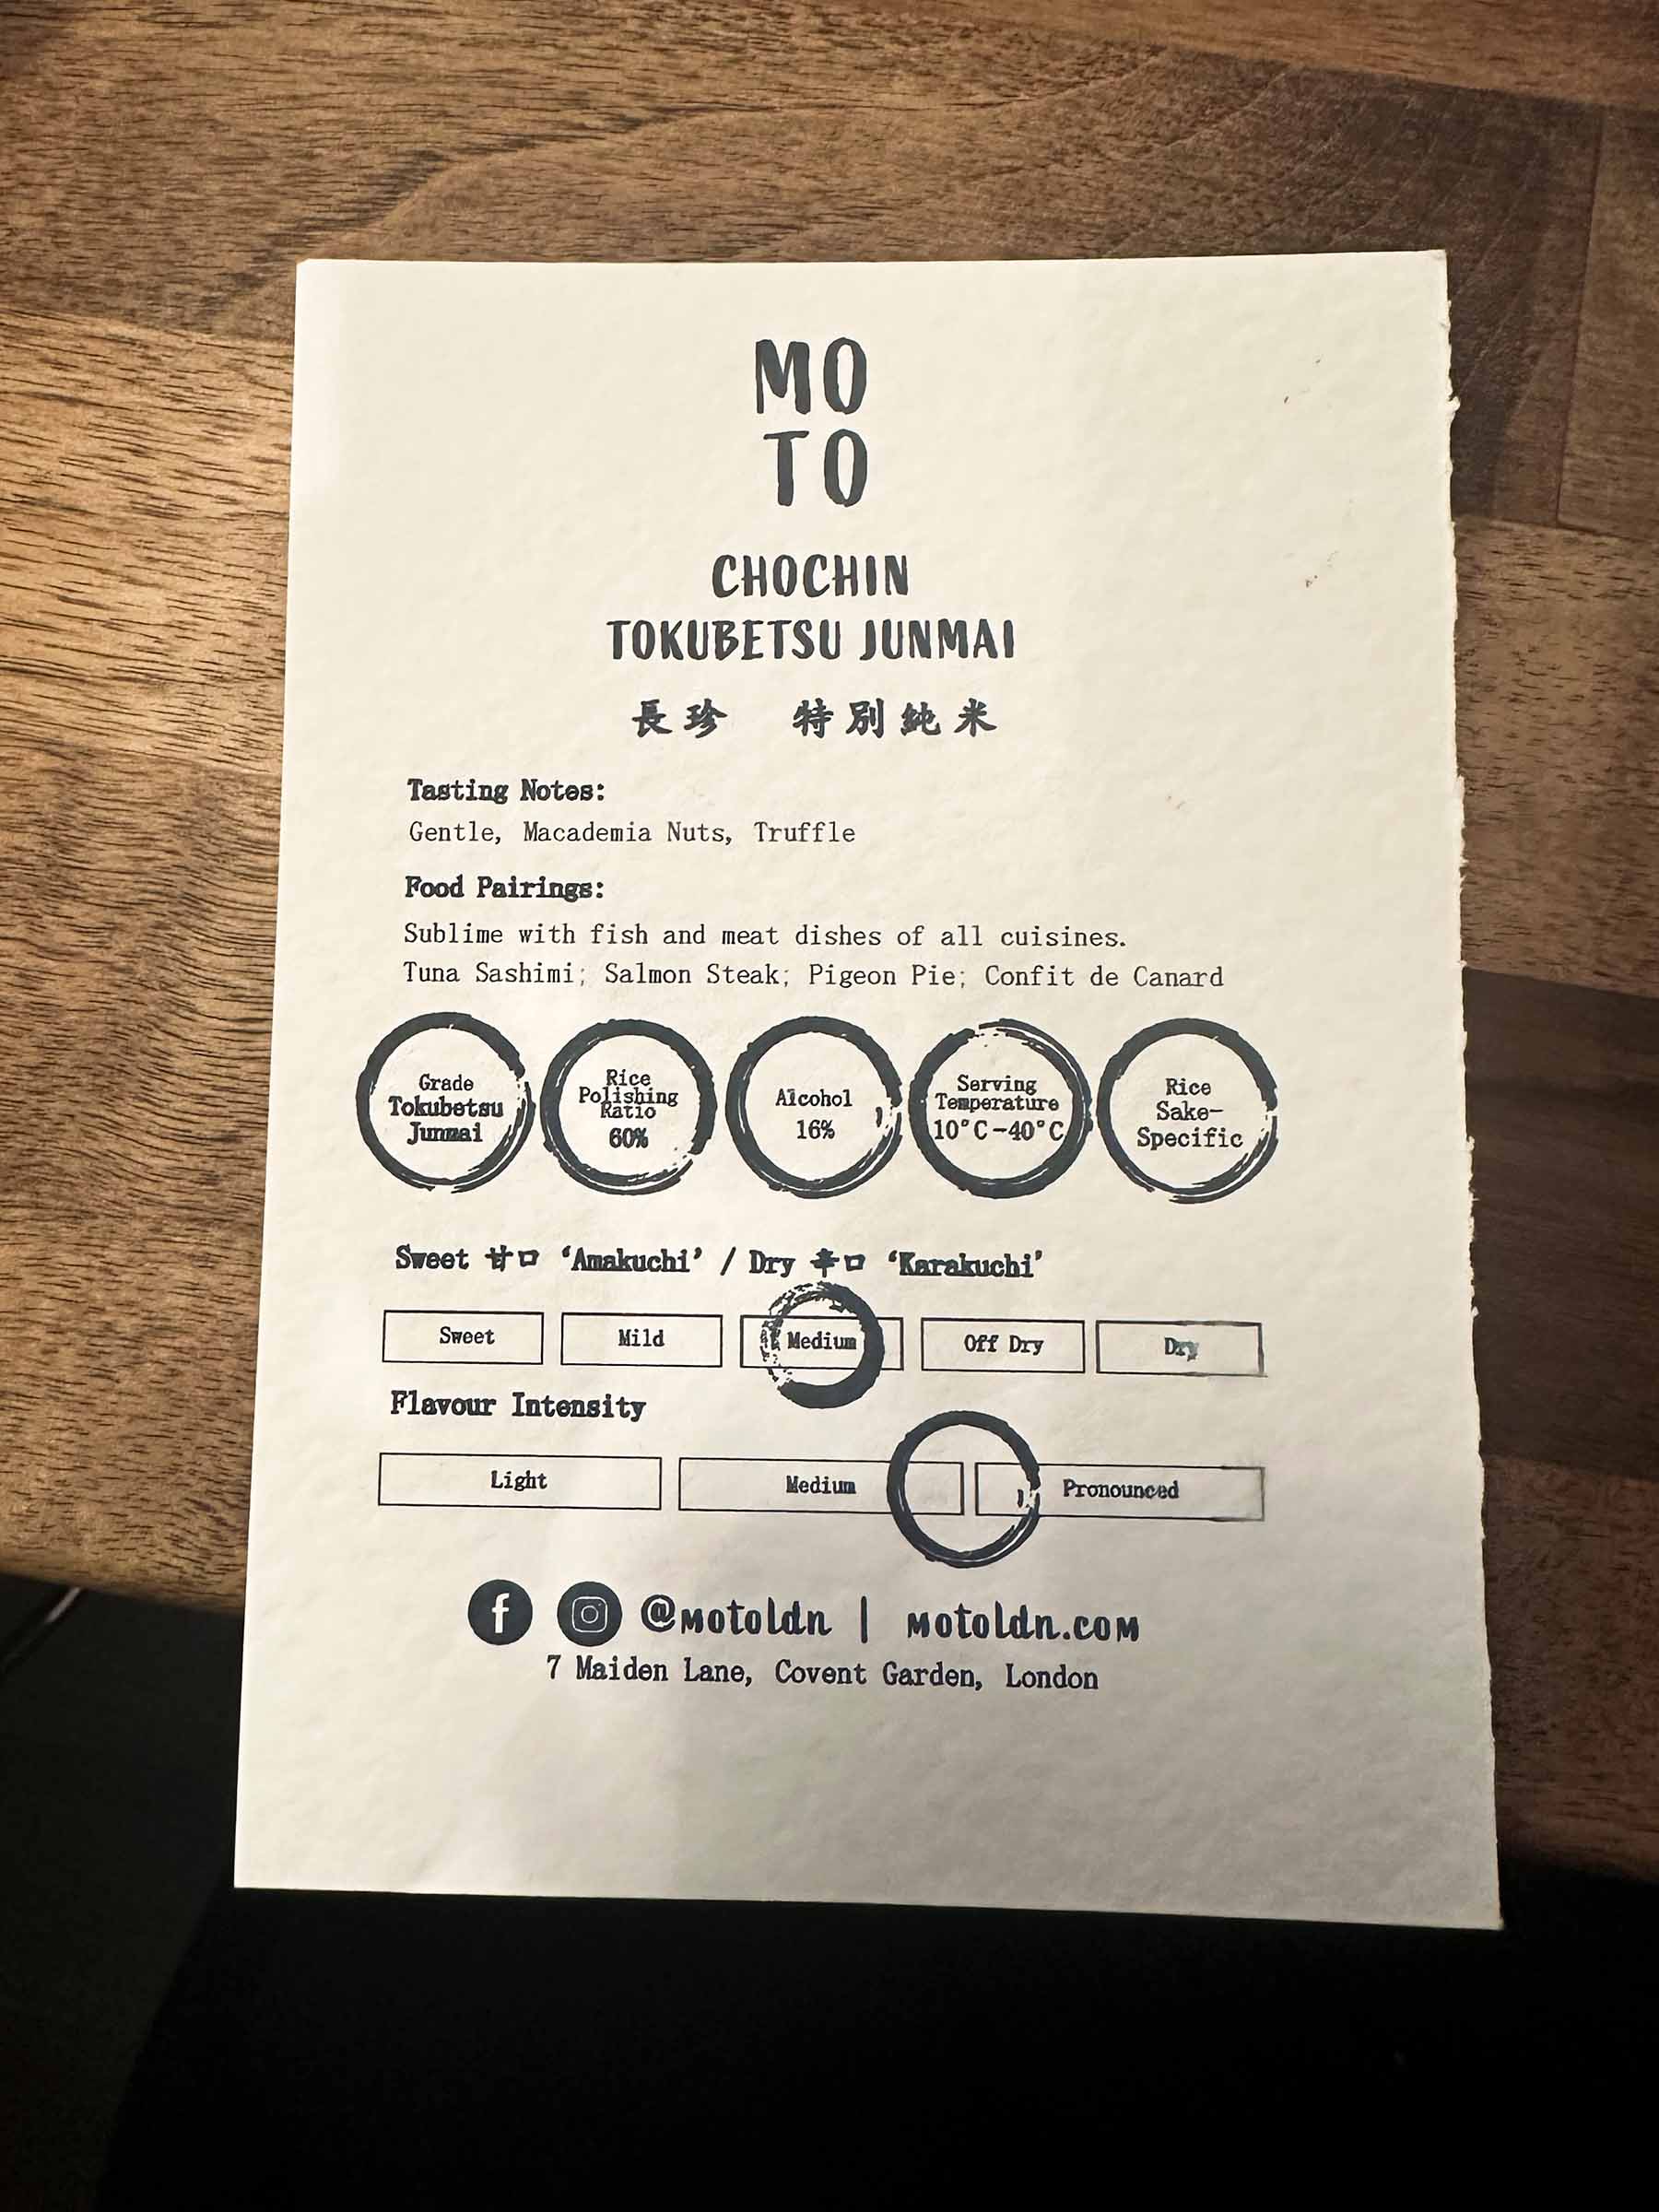 MO
TO
CHOCHIN
TOKUBETSU JUNMAI
長珍 特別純米
Tasting Notes:
Gentle, Macademia Nuts, Truffle
Food Pairings:
Sublime with fish and meat dishes of all cuisines.
Tuna Sashimi; Salmon Steak; Pigeon Pie; Confit de Canard
Grade
Tokubetsu
Junmai
Rice
Polishing
Ratio
60%
Alcohol
16%
Serving
Temperature
10°C-40°C
Rice
Sake-
Specific
Sweet 甘口 ‘Amakuchi’ / Dry 辛口 ‘Karakuchi’
Sweet Mild Medium Off Dry Dry
Flavour Intensity
Light Medium Pronounced
@motoldn | motoldn.com
7 Maiden Lane, Covent Garden, London